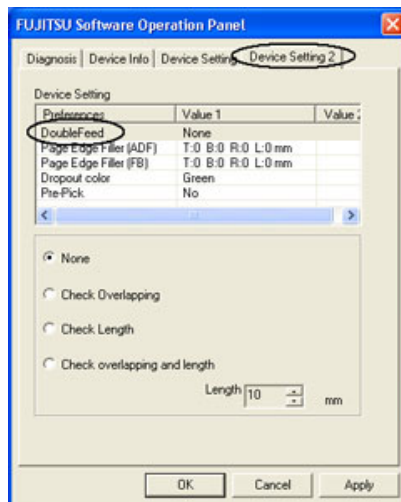 FUJITSU Software Operation Panel
Diagnosis Device Info Device Setting Device Setting 2
Device Setting
Preferences Value 1 Value
DoubleFeed None
Page Edge Filler (ADF) T:0 B:0 R:0 L:0 mm
Page Edge Filler (FB) T:0 B:0 R:0 L:0 mm
Dropout color Green
Pre-Pick No
None
Check Overlapping
Check Length
Check overlapping and length
Length 10 mm
OK Cancel Apply